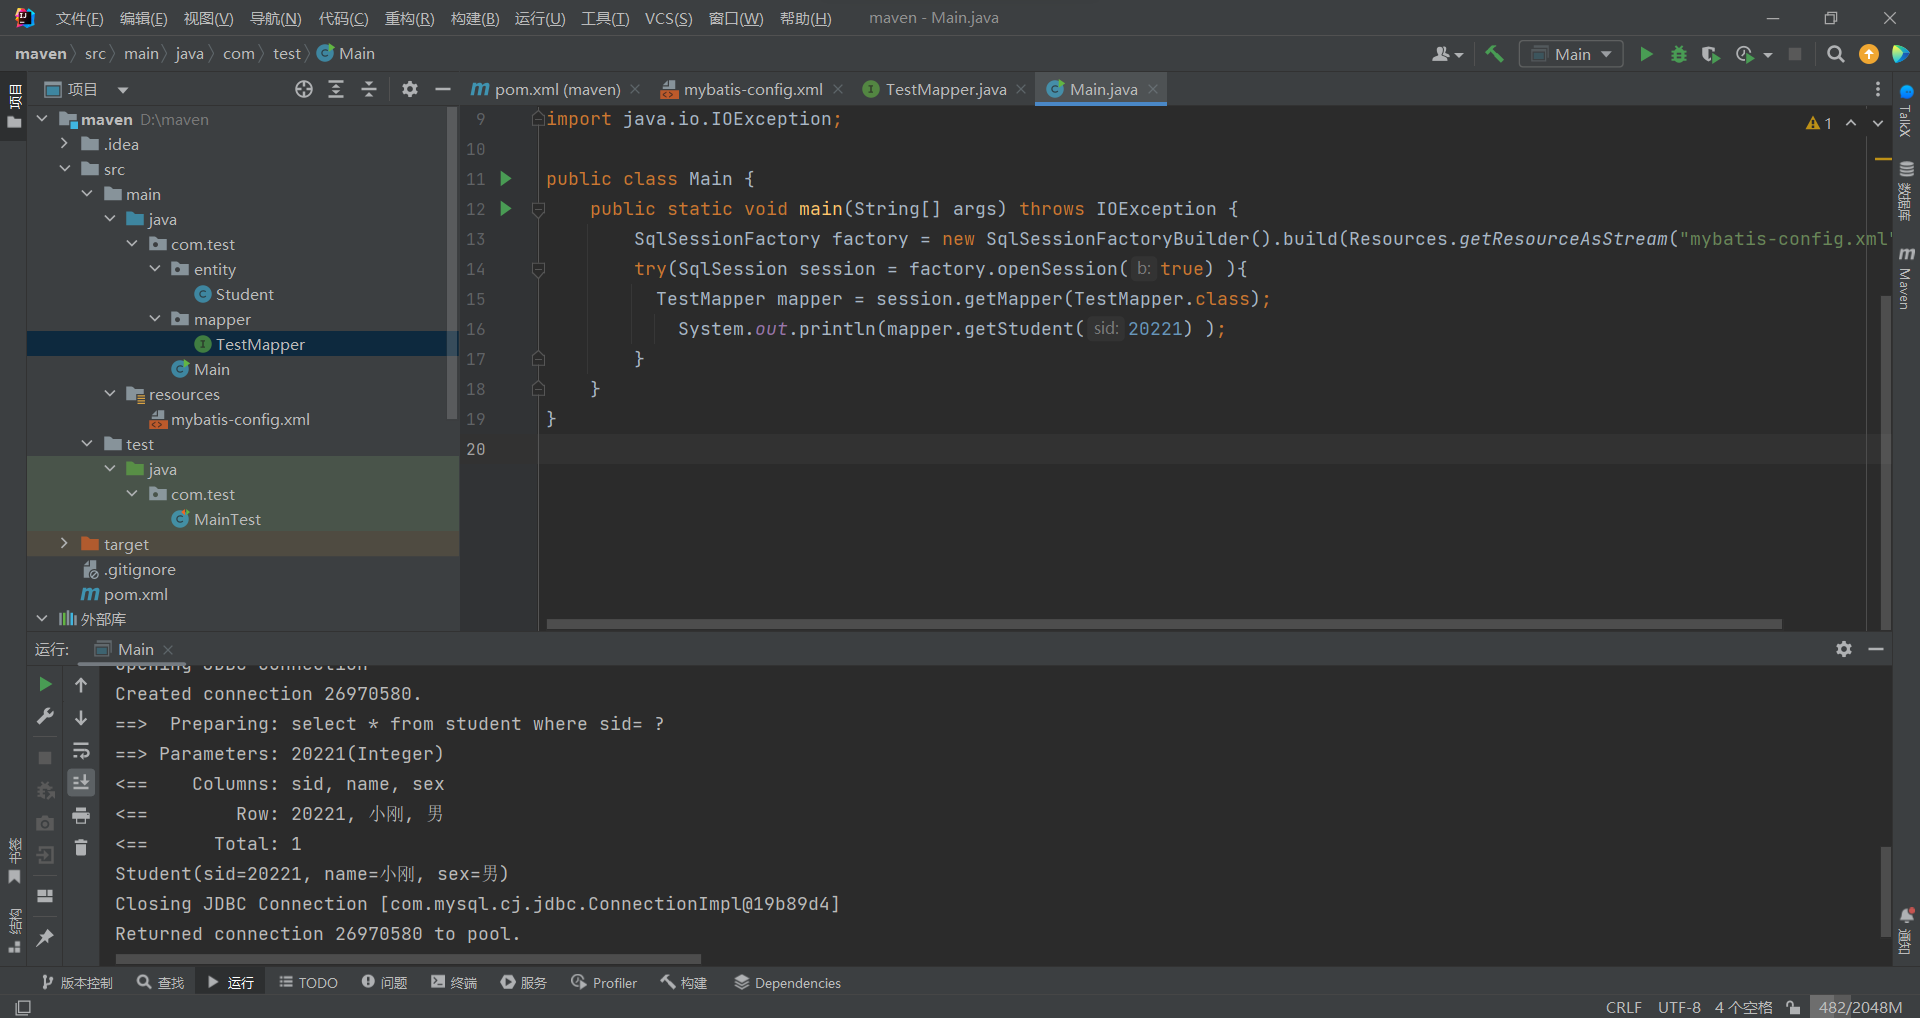 文件(F) 编辑(E) 视图(V) 导航(N) 代码(C) 重构(R) 构建(B) 运行(U) 工具(T) VCS(S) 窗口(W) 帮助(H) maven - Main.java
maven src main java com test Main
Main
项目
pom.xml (maven) mybatis-config.xml TestMapper.java Main.java
maven D:\maven
.idea
src
main
java
com.test
entity
Student
mapper
TestMapper
Main
resources
mybatis-config.xml
test
java
com.test
MainTest
target
.gitignore
pom.xml
外部库
9 import java.io.IOException;
10
11 public class Main {
12 public static void main(String[] args) throws IOException {
13 SqlSessionFactory factory = new SqlSessionFactoryBuilder().build(Resources.getResourceAsStream("mybatis-config.xml"
14 try(SqlSession session = factory.openSession( b: true) ){
15 TestMapper mapper = session.getMapper(TestMapper.class);
16 System.out.println(mapper.getStudent( sid: 20221) );
17 }
18 }
19 }
20
1
项目
书签
结构
TalkX
数据库
Maven
通知
运行: Main
Opening JDBC Connection
Created connection 26970580.
==>  Preparing: select * from student where sid= ?
==> Parameters: 20221(Integer)
<==    Columns: sid, name, sex
<==        Row: 20221, 小刚, 男
<==      Total: 1
Student(sid=20221, name=小刚, sex=男)
Closing JDBC Connection [com.mysql.cj.jdbc.ConnectionImpl@19b89d4]
Returned connection 26970580 to pool.
版本控制 查找 运行 TODO 问题 终端 服务 Profiler 构建 Dependencies
CRLF UTF-8 4 个空格 482/2048M